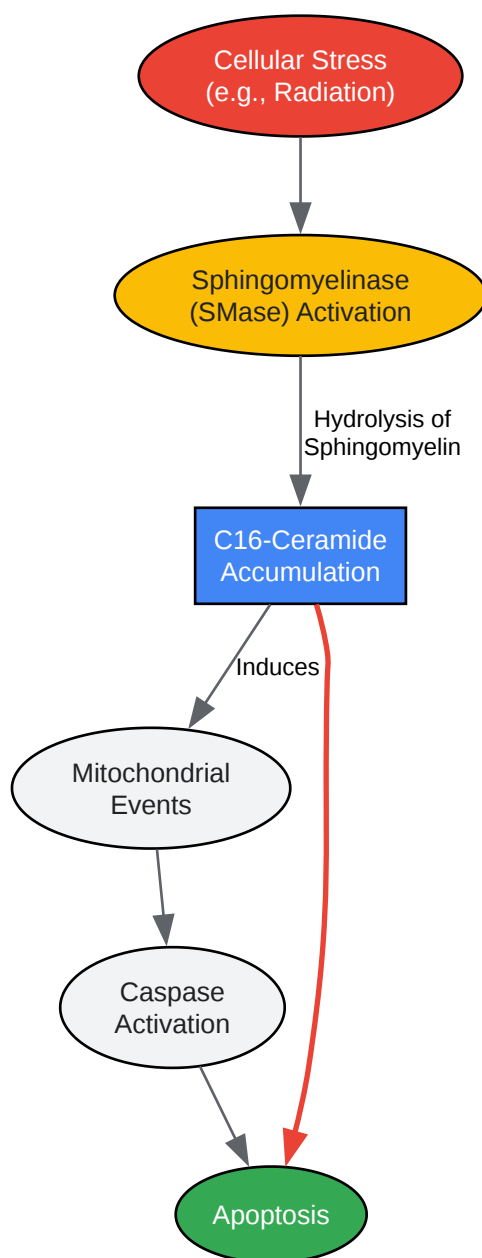 Cellular Stress
(e.g., Radiation)
Sphingomyelinase
(SMase) Activation
Hydrolysis of
Sphingomyelin
C16-Ceramide
Accumulation
Induces
Mitochondrial
Events
Caspase
Activation
Apoptosis